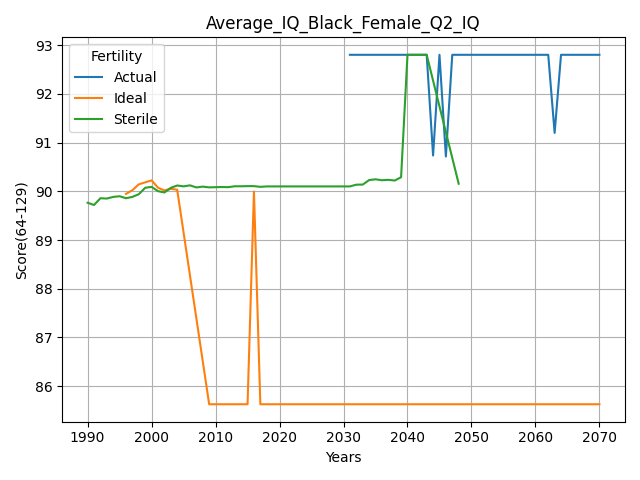 Average_IQ_Black_Female_Q2_IQ
Fertility
Actual
Ideal
Sterile
Score(64-129)
93
92
91
90
89
88
87
86
1990 2000 2010 2020 2030 2040 2050 2060 2070
Years